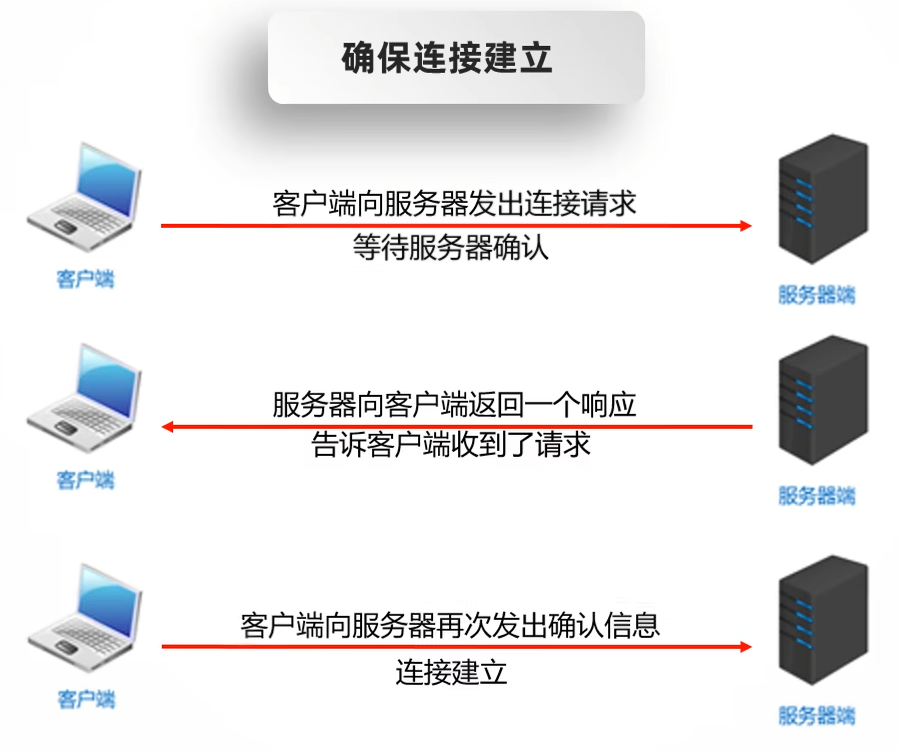 确保连接建立
客户端向服务器发出连接请求
等待服务器确认
客户端
服务器端
服务器向客户端返回一个响应
告诉客户端收到了请求
客户端
服务器端
客户端向服务器再次发出确认信息
连接建立
客户端
服务器端